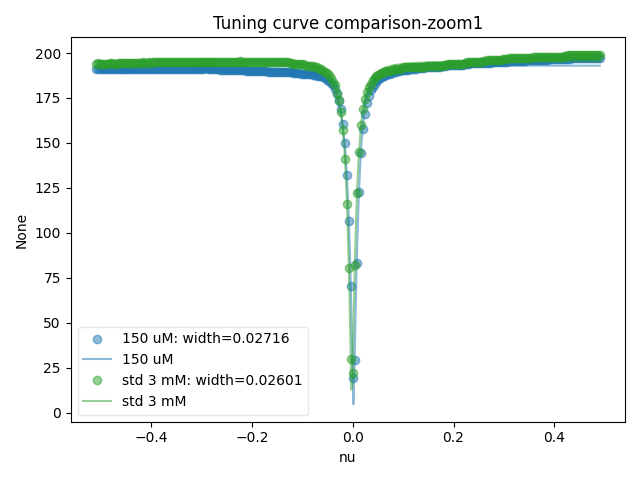 Tuning curve comparison-zoom1
200
175
150
125
100
75
50
25
0
None
150 uM: width=0.02716
150 uM
std 3 mM: width=0.02601
std 3 mM
−0.4 −0.2 0.0 0.2 0.4
nu